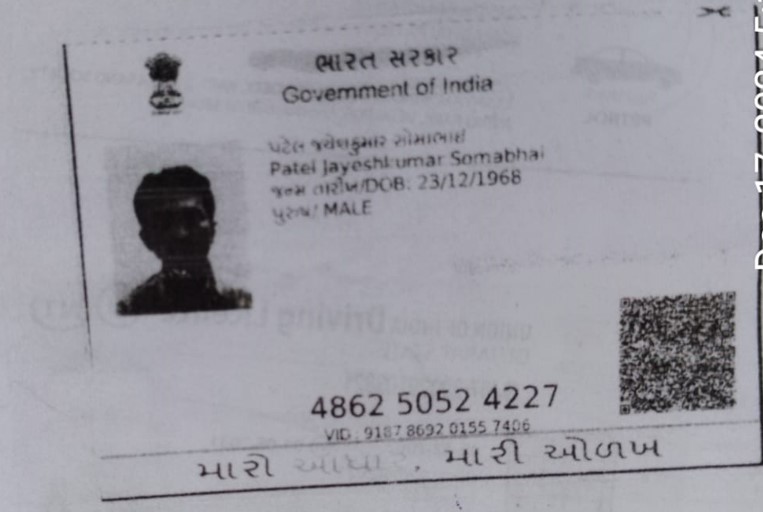 ભારત સરકાર
Government of India
પટેલ જયેશકુમાર સોમાભાઈ
Patel Jayeshkumar Somabhai
જન્મ તારીખ/DOB: 23/12/1968
પુરુષ/ MALE
4862 5052 4227
VID : 9187 8692 0155 7406
મારો આધાર, મારી ઓળખ